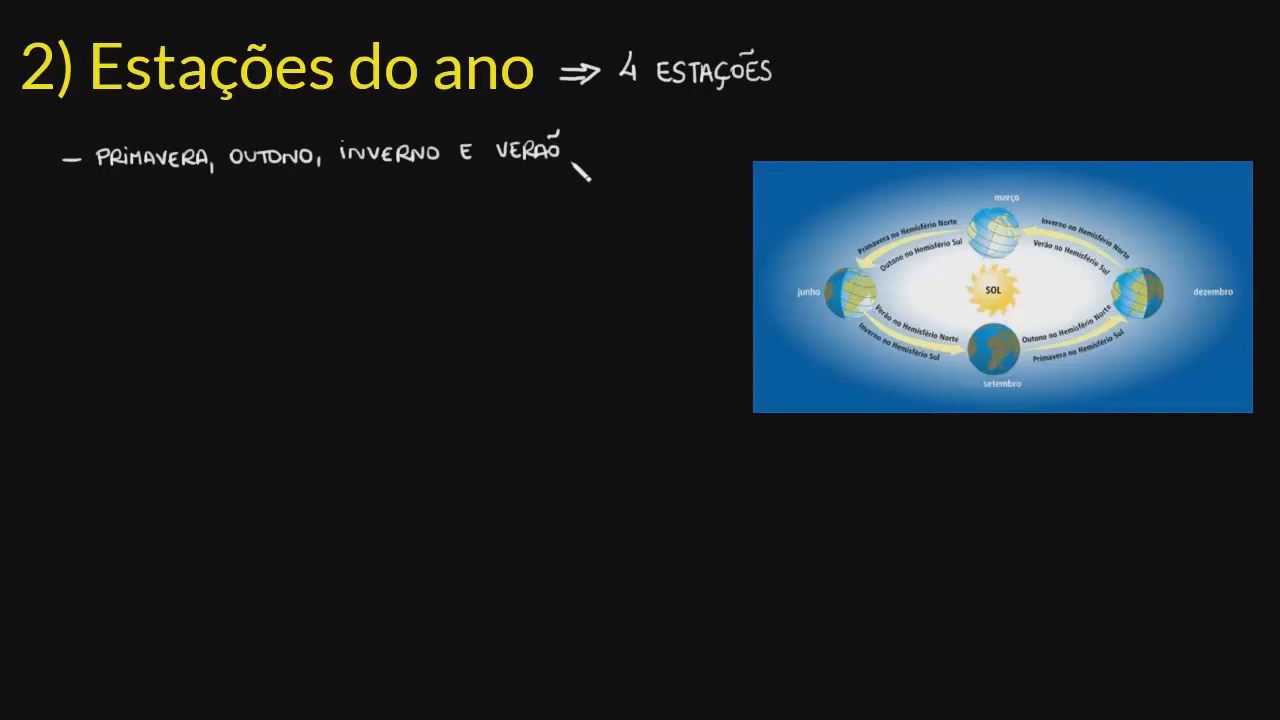 2) Estações do ano ⇒ 4 ESTAÇÕES
– PRIMAVERA, OUTONO, INVERNO E VERÃO
março
Primavera no Hemisfério Norte
Inverno no Hemisfério Norte
Outono no Hemisfério Sul
Verão no Hemisfério Sul
junho
SOL
dezembro
Verão no Hemisfério Norte
Outono no Hemisfério Norte
Inverno no Hemisfério Sul
Primavera no Hemisfério Sul
setembro